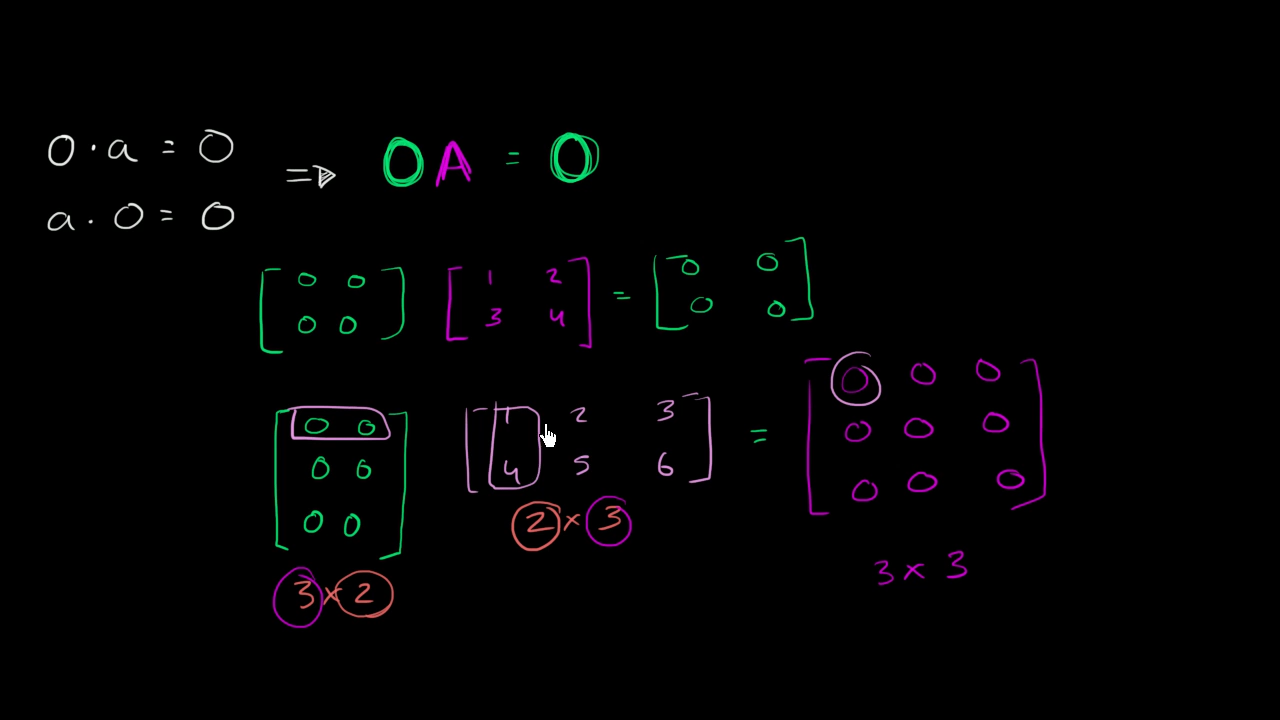 0 · a = 0
a · 0 = 0
=> 0A = 0
[0 0] [1 2] = [0 0]
[0 0] [3 4] [0 0]
[0 0] [1 2 3] = [0 0 0]
[0 0] [4 5 6] [0 0 0]
[0 0] [0 0 0]
3 × 2 2 × 3 3 × 3